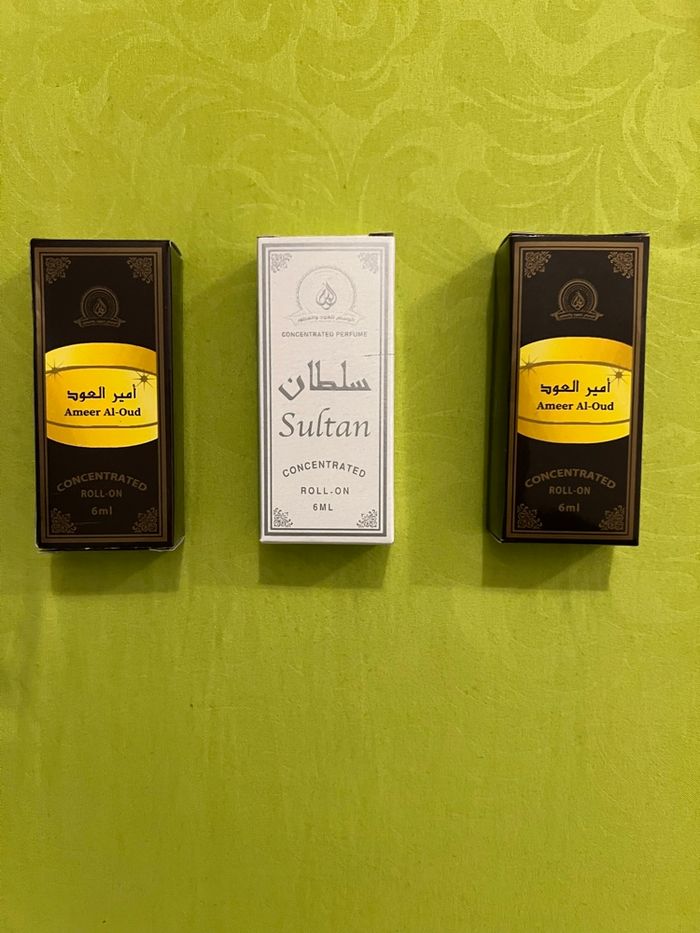 أمير العود
Ameer Al-Oud
CONCENTRATED
ROLL-ON
6ml
CONCENTRATED PERFUME
سلطان
Sultan
CONCENTRATED
ROLL-ON
6ML
أمير العود
Ameer Al-Oud
CONCENTRATED
ROLL-ON
6ml